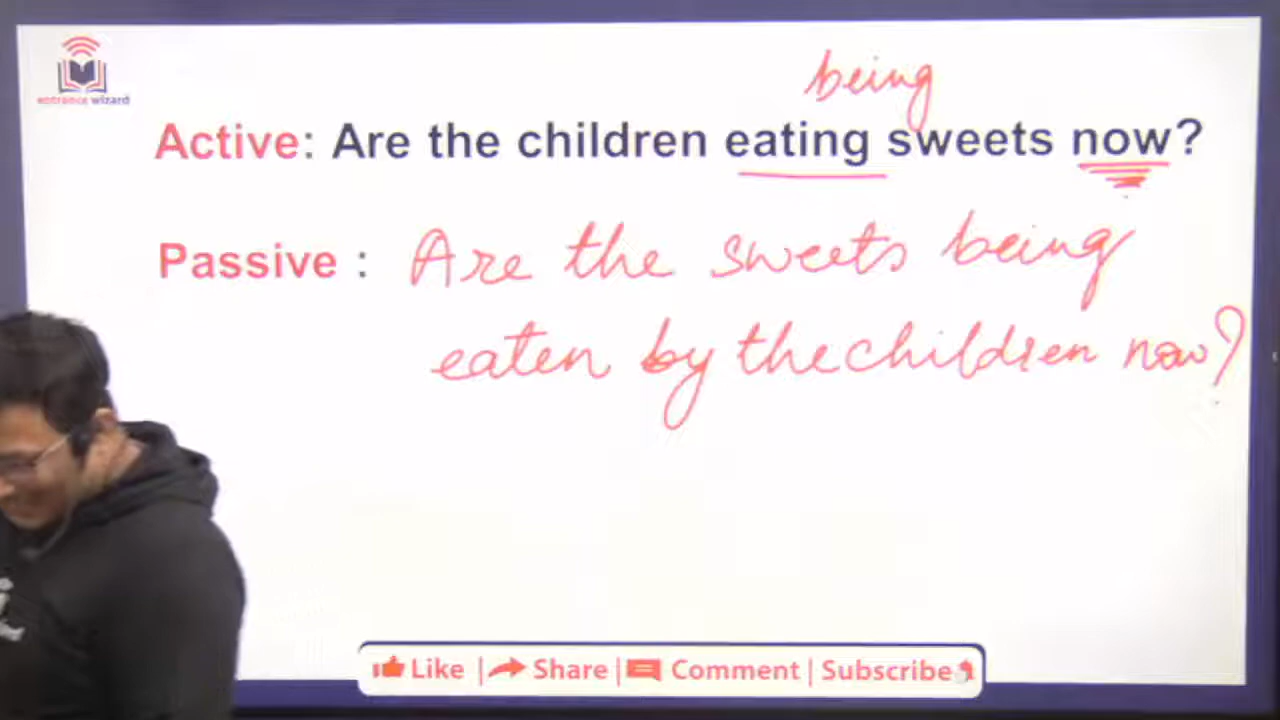 entrance wizard
being
Active: Are the children eating sweets now?
Passive : Are the sweets being
eaten by the children now?
Like | Share | Comment | Subscribe